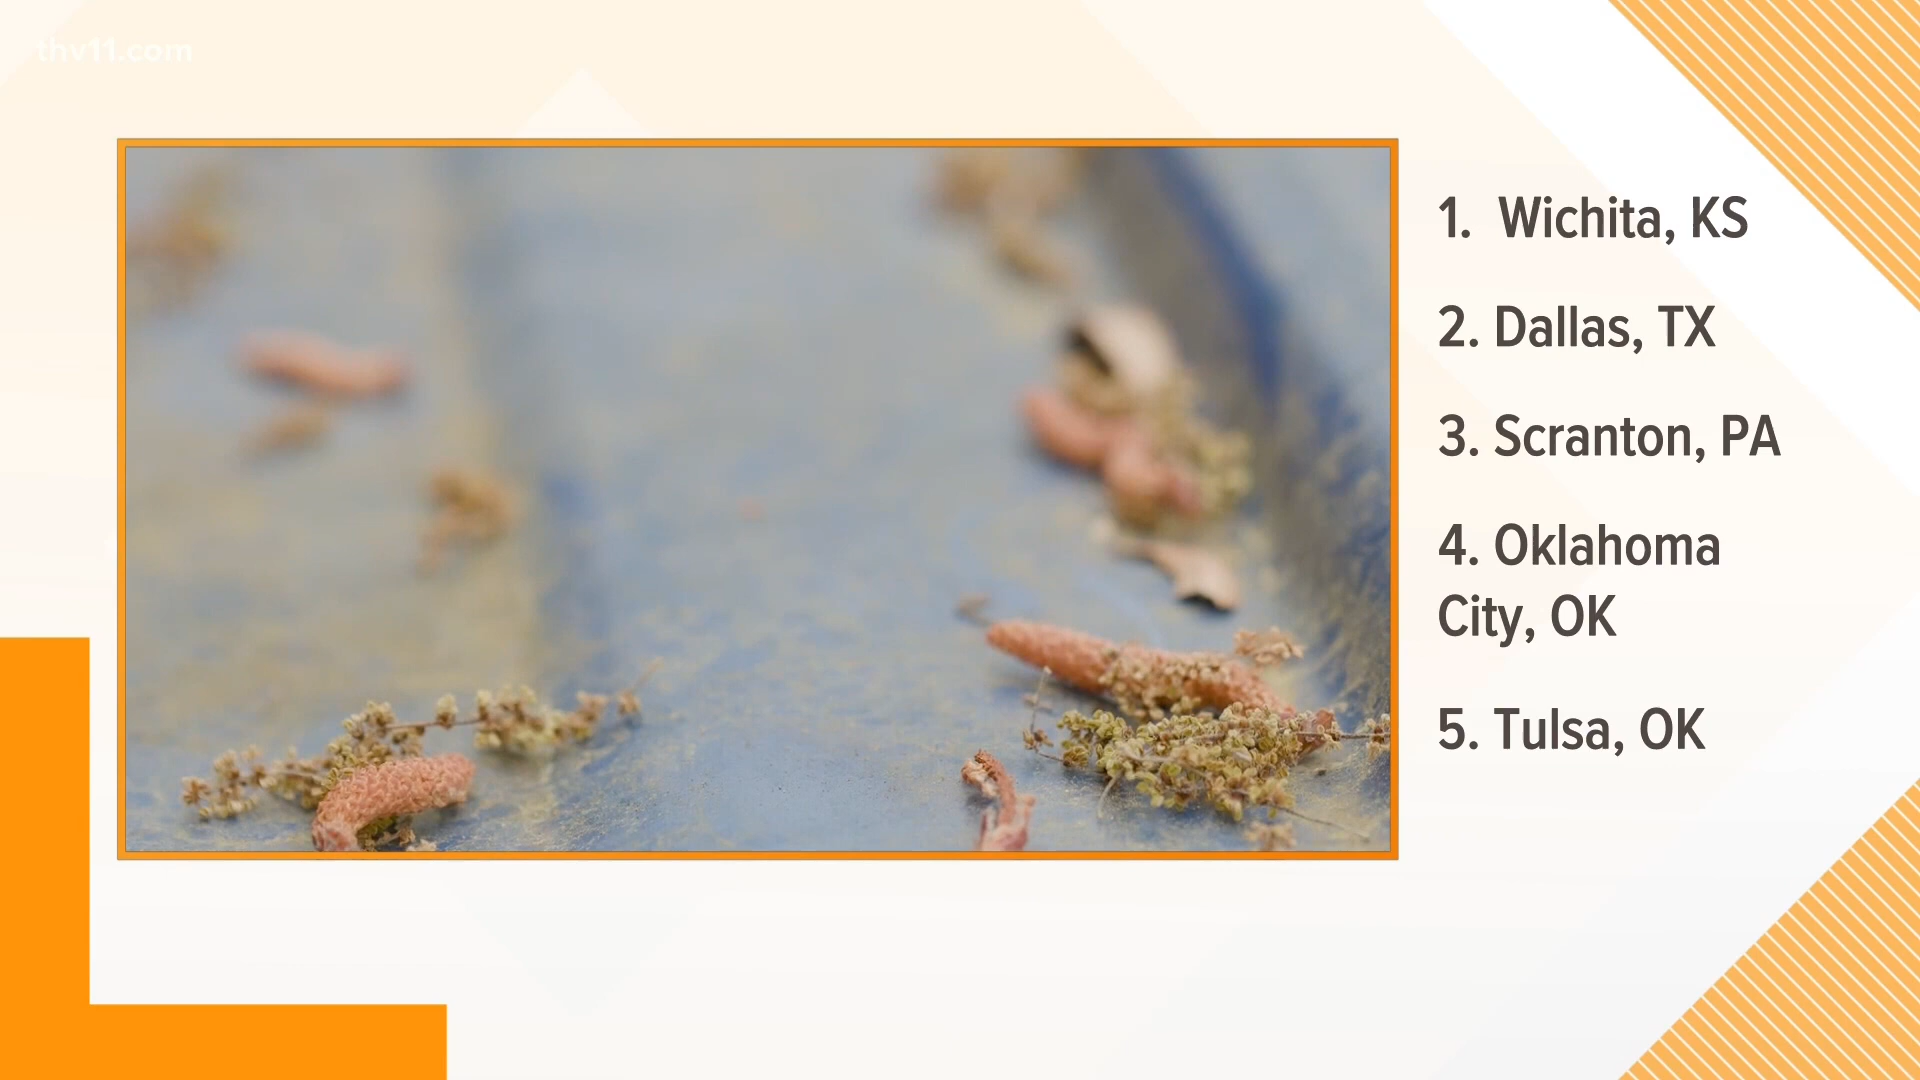 thv11.com
1. Wichita, KS
2. Dallas, TX
3. Scranton, PA
4. Oklahoma
City, OK
5. Tulsa, OK